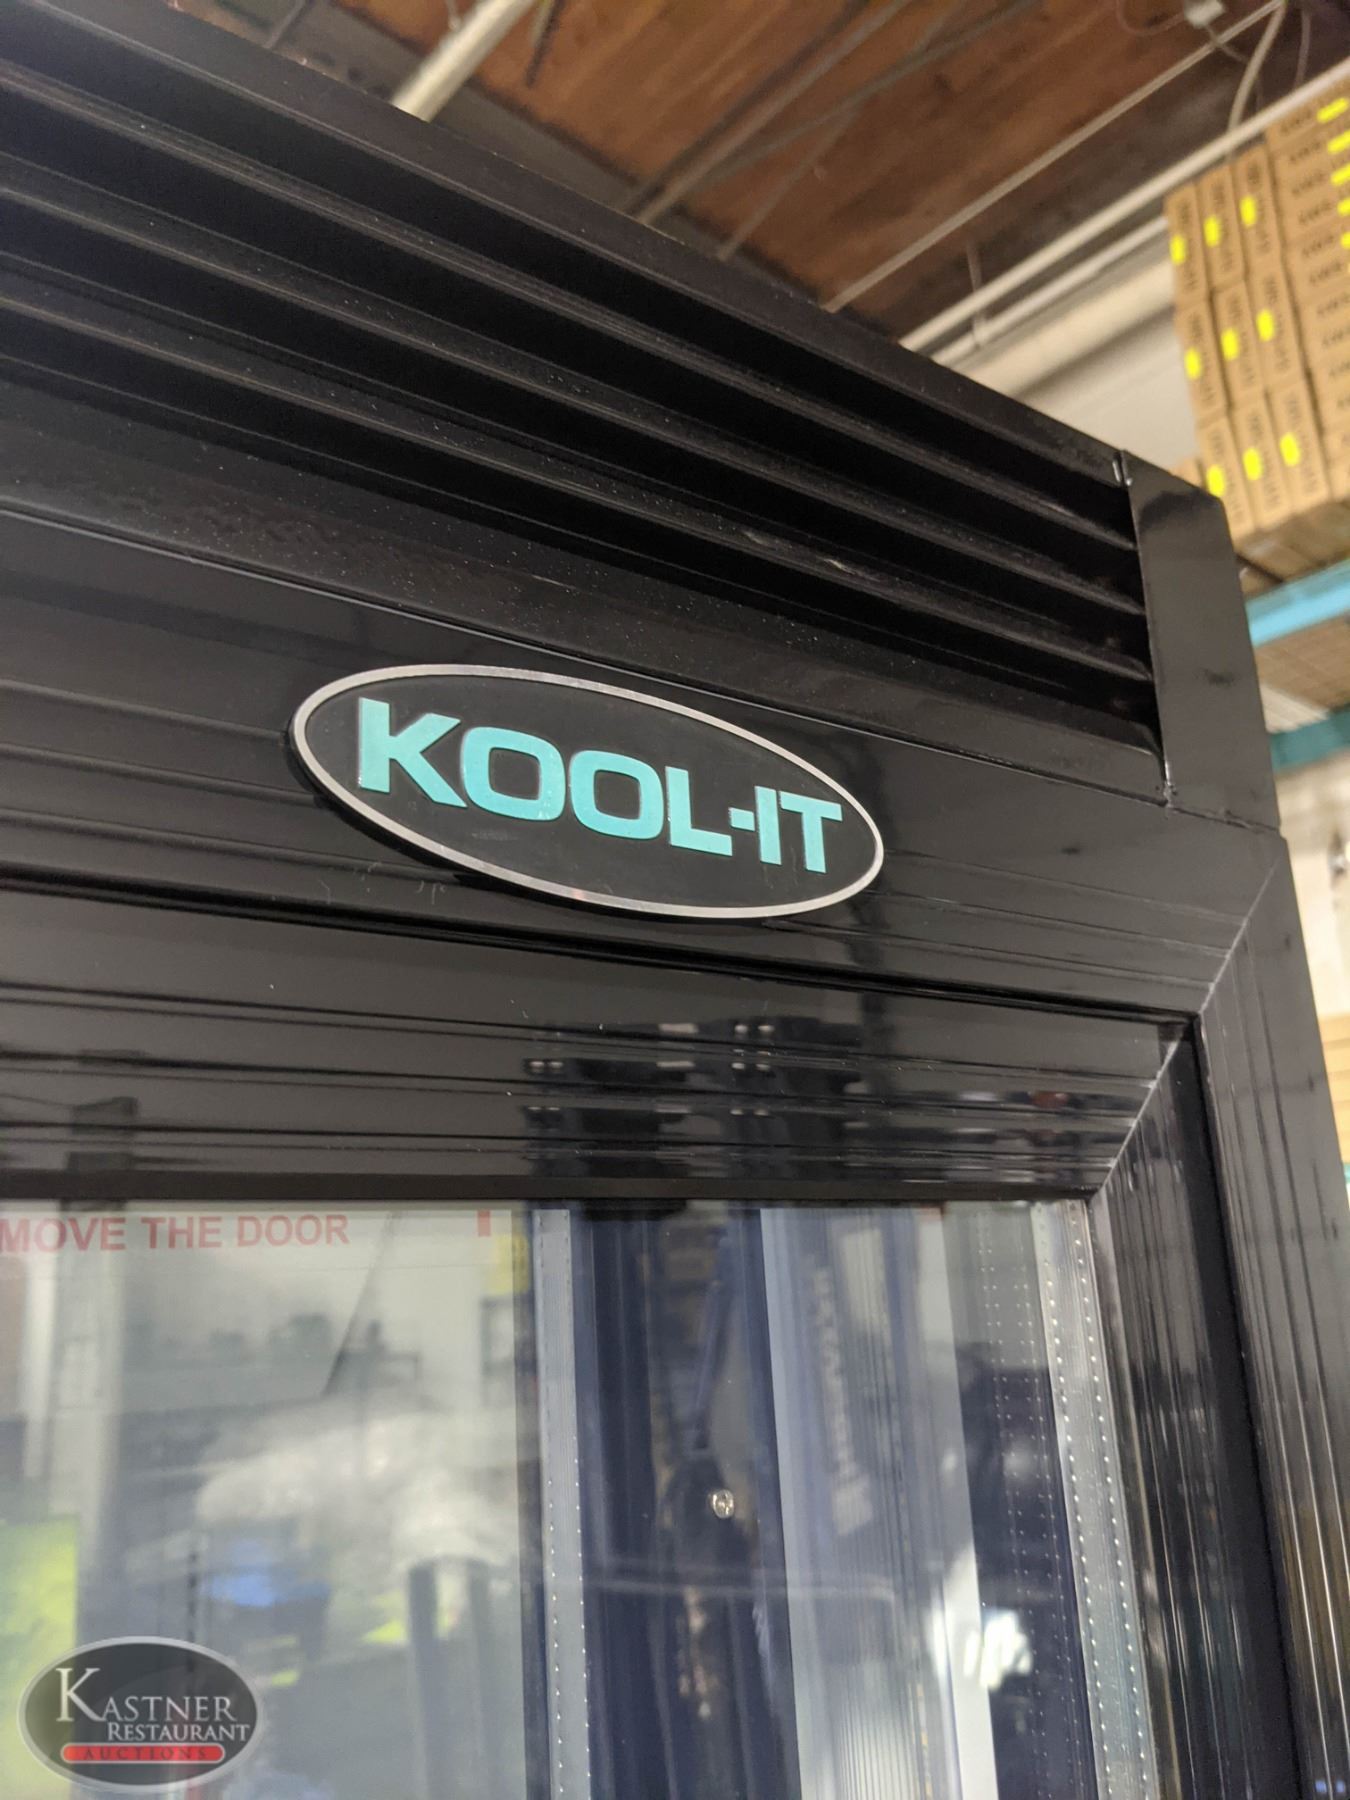 KOOL-IT
MOVE THE DOOR
KASTNER
RESTAURANT
AUCTIONS